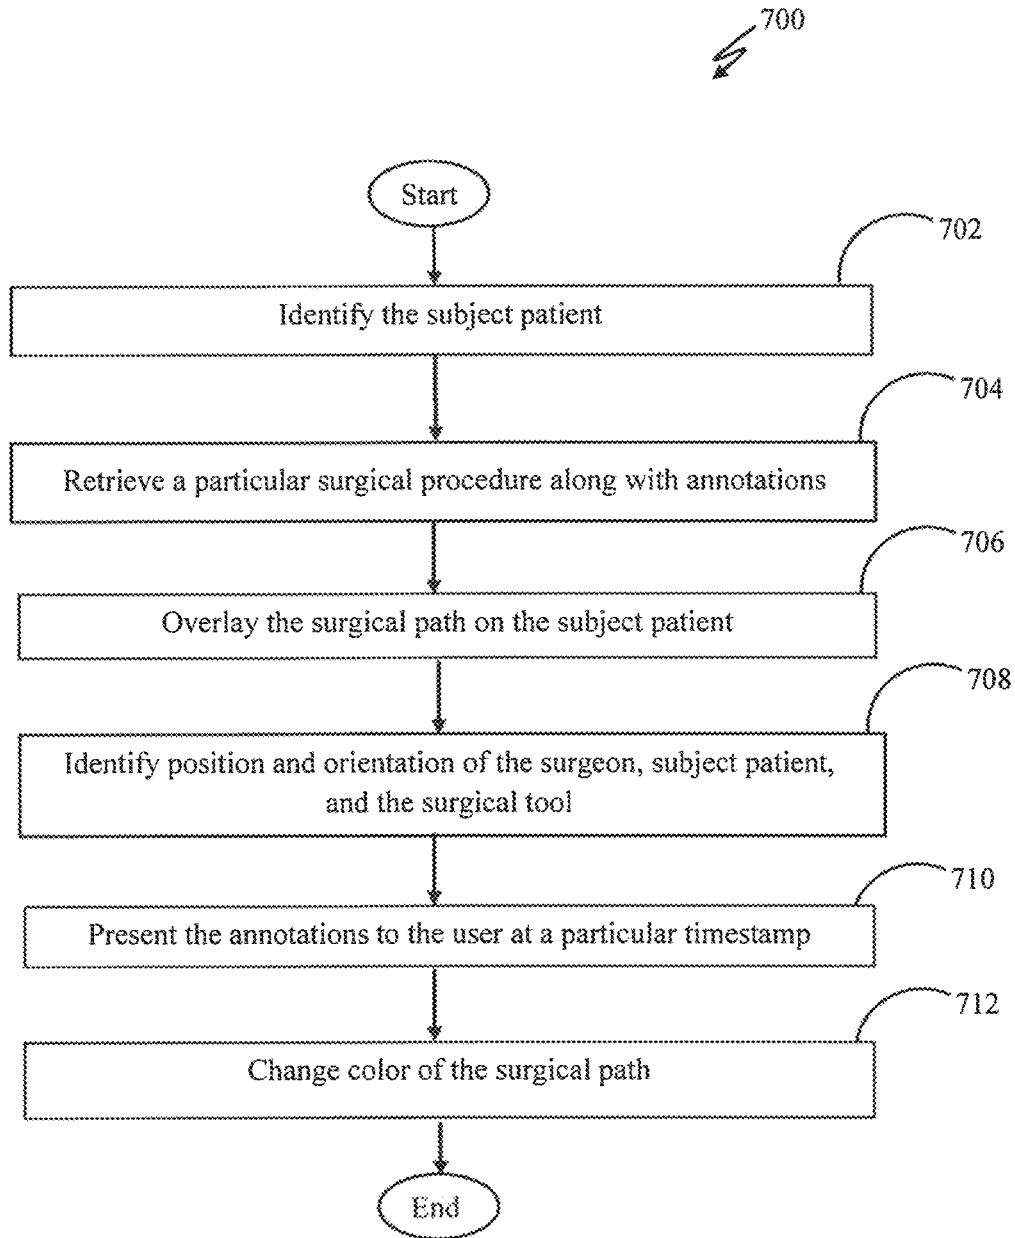 700
Start
702
Identify the subject patient
704
Retrieve a particular surgical procedure along with annotations
706
Overlay the surgical path on the subject patient
708
Identify position and orientation of the surgeon, subject patient,
and the surgical tool
710
Present the annotations to the user at a particular timestamp
712
Change color of the surgical path
End